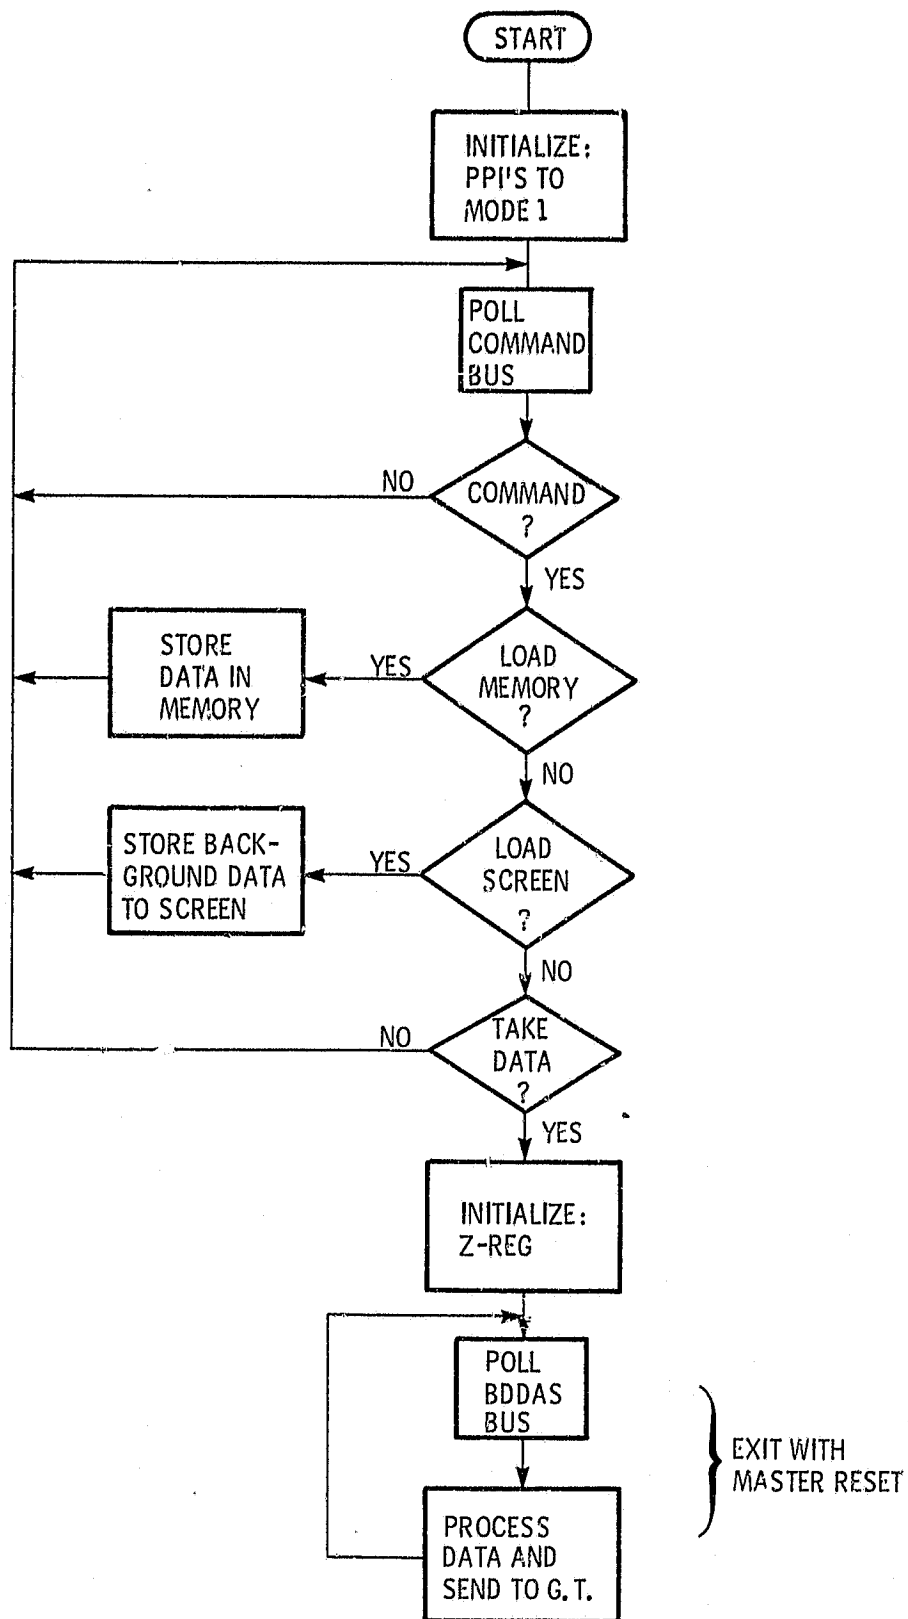 START
INITIALIZE:
PPI'S TO
MODE 1
POLL
COMMAND
BUS
NO
COMMAND
?
YES
STORE
DATA IN
MEMORY
YES
LOAD
MEMORY
?
NO
STORE BACK-
GROUND DATA
TO SCREEN
YES
LOAD
SCREEN
?
NO
NO
TAKE
DATA
?
YES
INITIALIZE:
Z-REG
POLL
BDDAS
BUS
EXIT WITH
MASTER RESET
PROCESS
DATA AND
SEND TO G.T.